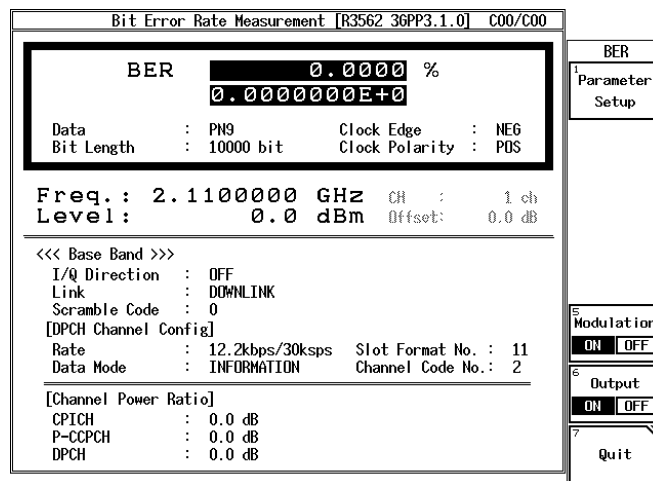 Bit Error Rate Measurement [R3562 3GPP3.1.0] C00/C00
BER 0.0000 %
0.0000000E+0
Data : PN9 Clock Edge : NEG
Bit Length : 10000 bit Clock Polarity : POS
Freq.: 2.1100000 GHz CH : 1 ch
Level: 0.0 dBm Offset: 0.0 dB
<<< Base Band >>>
I/Q Direction : OFF
Link : DOWNLINK
Scramble Code : 0
[DPCH Channel Config]
Rate : 12.2kbps/30ksps Slot Format No. : 11
Data Mode : INFORMATION Channel Code No.: 2
[Channel Power Ratio]
CPICH : 0.0 dB
P-CCPCH : 0.0 dB
DPCH : 0.0 dB
BER
1
Parameter
Setup
5
Modulation
ON OFF
6
Output
ON OFF
7
Quit